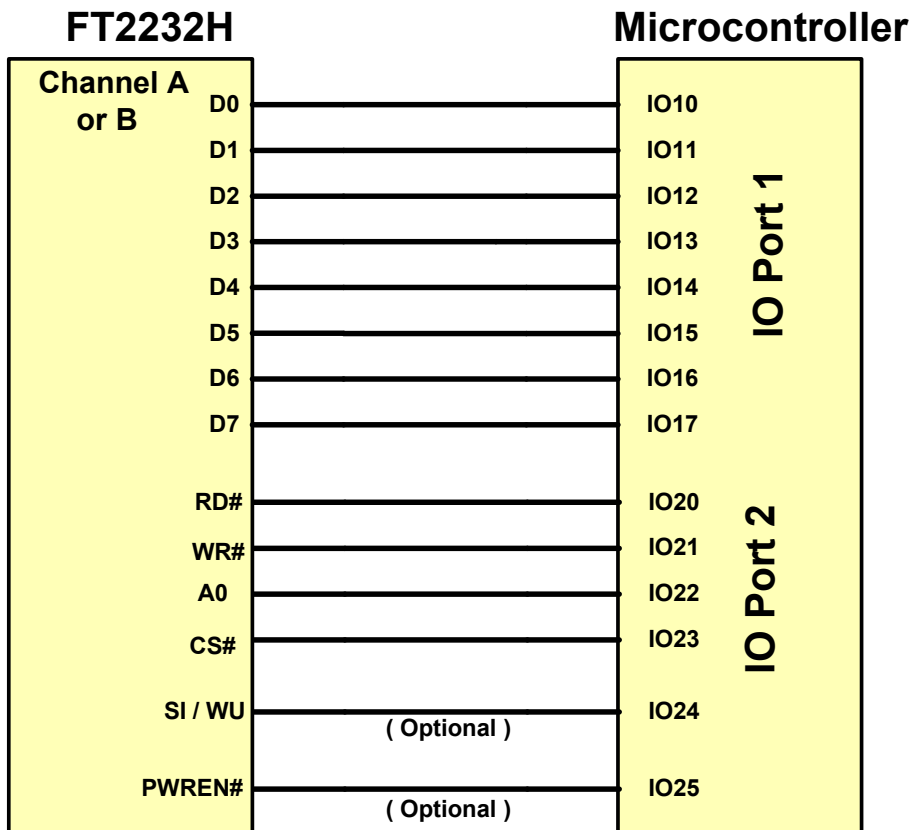 FT2232H
Microcontroller
Channel A
or B
D0
IO10
D1
IO11
D2
IO12
D3
IO13
D4
IO14
D5
IO15
D6
IO16
D7
IO17
IO Port 1
RD#
IO20
WR#
IO21
A0
IO22
CS#
IO23
SI / WU
( Optional )
IO24
PWREN#
( Optional )
IO25
IO Port 2